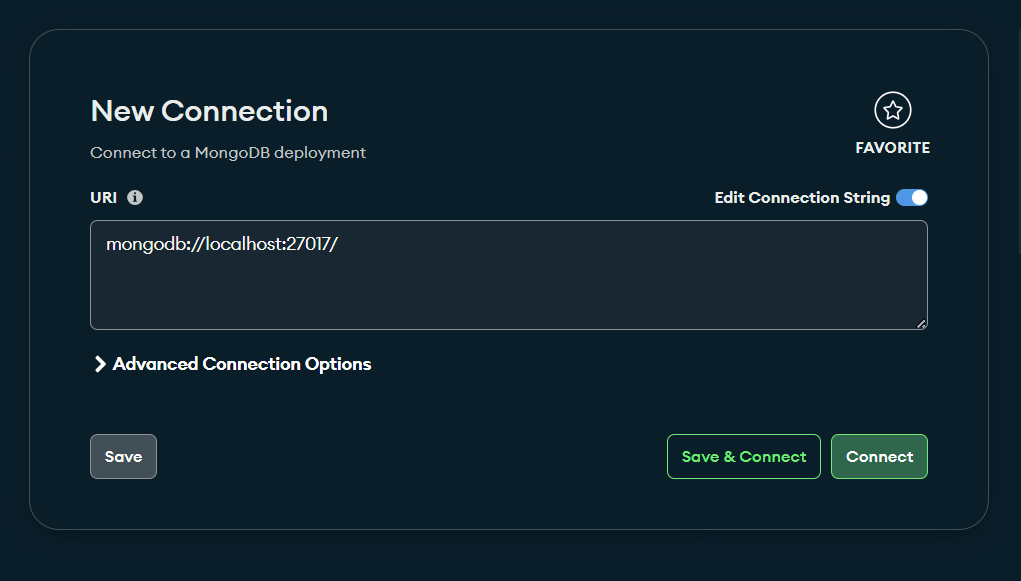 New Connection
FAVORITE
Connect to a MongoDB deployment
URI
Edit Connection String
mongodb://localhost:27017/
Advanced Connection Options
Save
Save & Connect
Connect